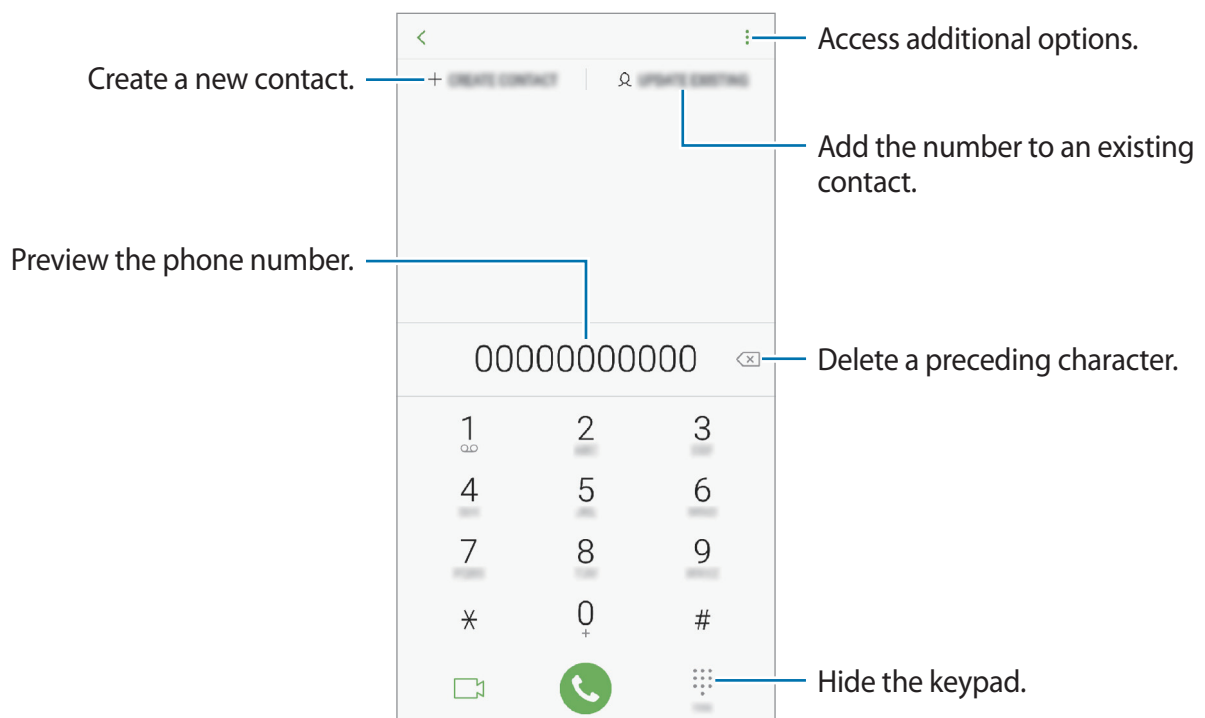 Access additional options.
Create a new contact.
Add the number to an existing
contact.
Preview the phone number.
00000000000
Delete a preceding character.
1 2 3
4 5 6
7 8 9
* 0 #
+
Hide the keypad.